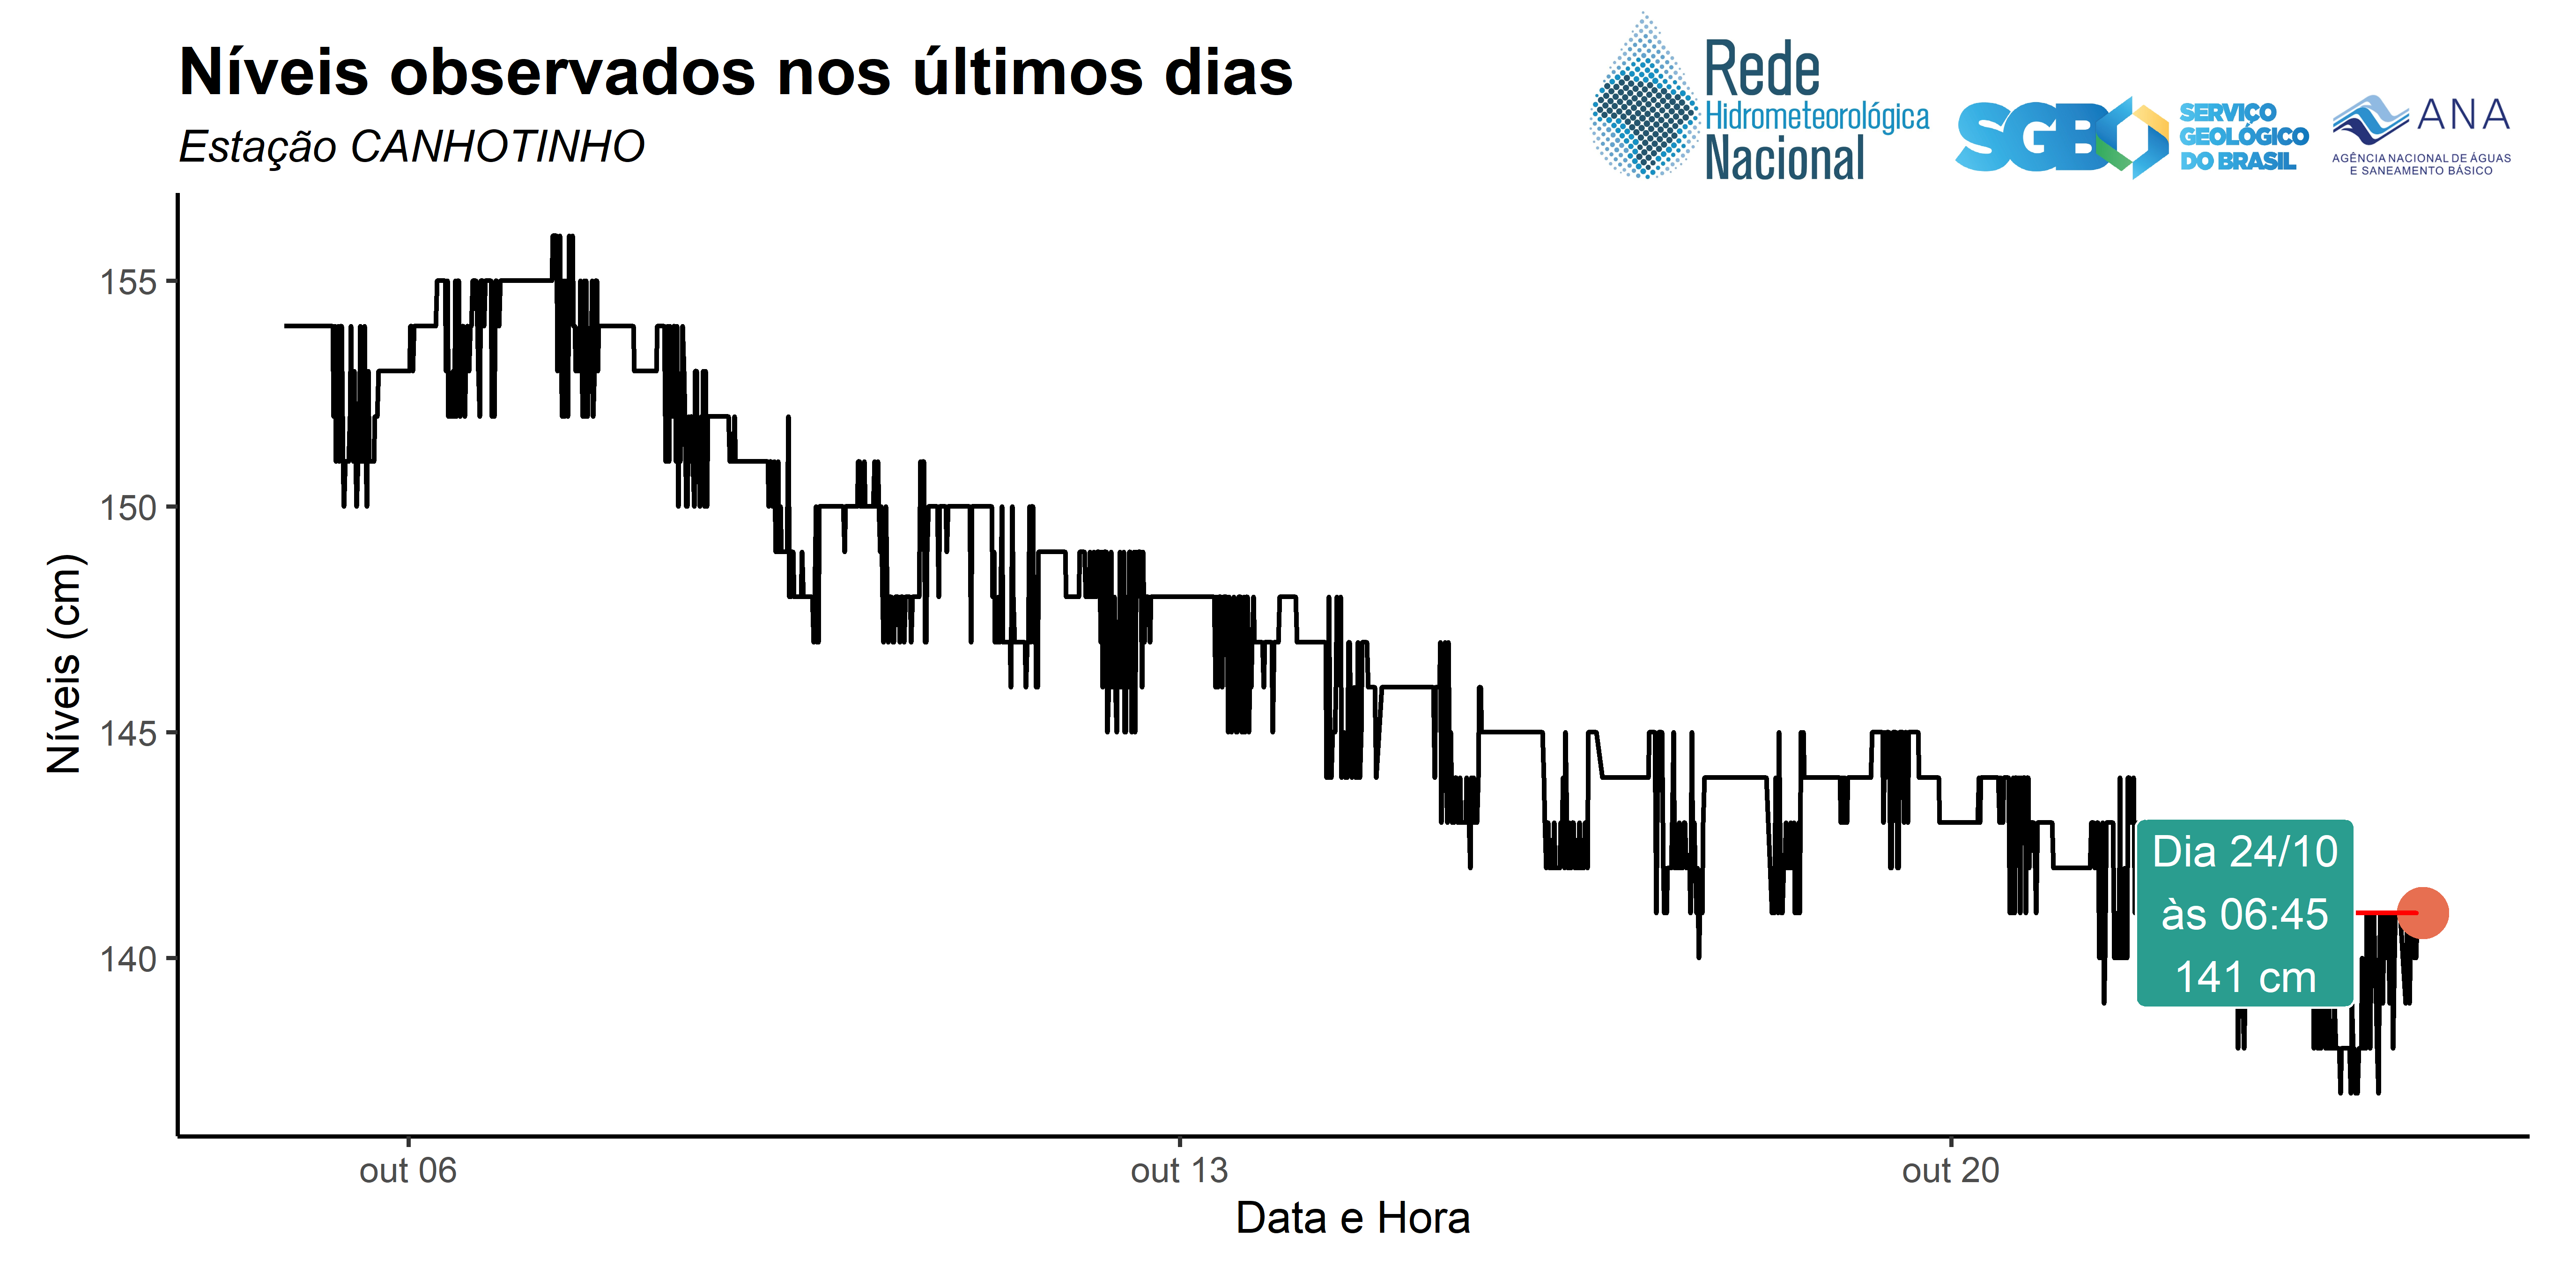 Níveis observados nos últimos dias
Estação CANHOTINHO
Rede
Hidrometeorológica
Nacional
SGB
SERVIÇO
GEOLÓGICO
DO BRASIL
ANA
AGÊNCIA NACIONAL DE ÁGUAS
E SANEAMENTO BÁSICO
155
150
145
140
Níveis (cm)
Dia 24/10
às 06:45
141 cm
out 06
out 13
out 20
Data e Hora